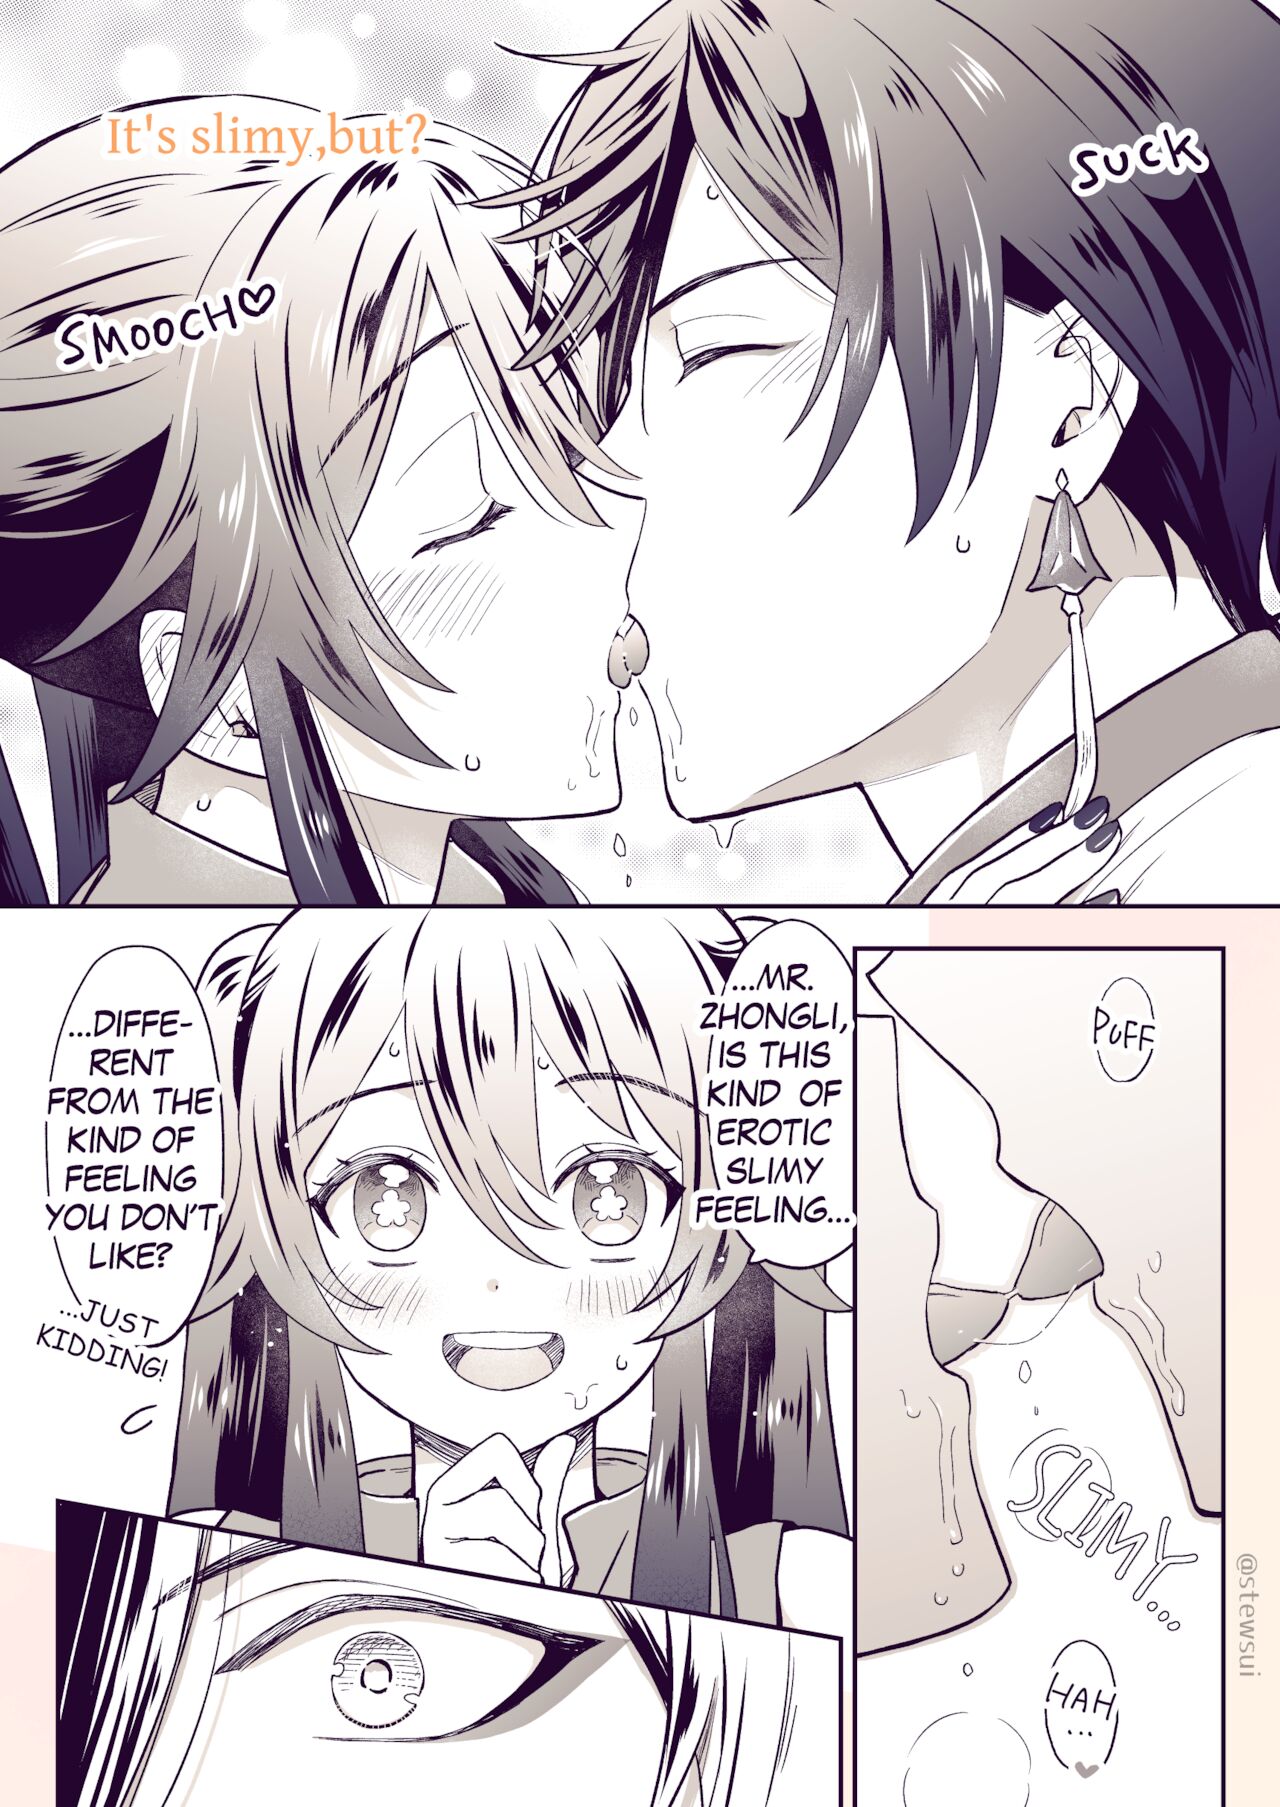 It's slimy,but?
SUCK
SMOOCH♡
PUFF
...MR.
ZHONGLI,
IS THIS
KIND OF
EROTIC
SLIMY
FEELING...
...DIFFE-
RENT
FROM THE
KIND OF
FEELING
YOU DON'T
LIKE?
...JUST
KIDDING!
SLIMY...
HAH
...
@stewsui